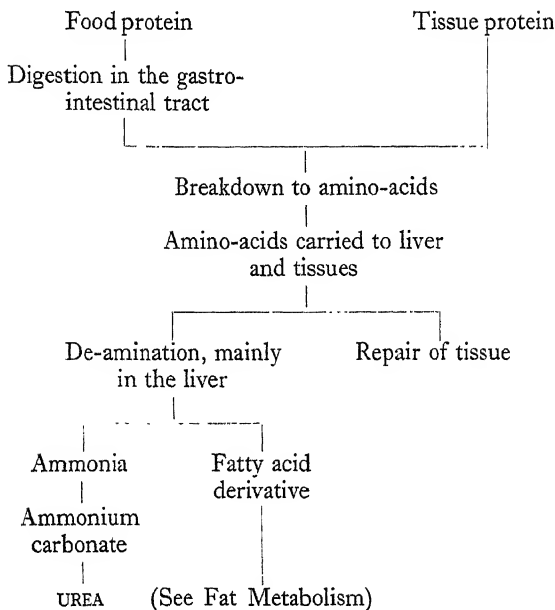 Food protein
Tissue protein
Digestion in the gastro-
intestinal tract
Breakdown to amino-acids
Amino-acids carried to liver
and tissues
De-amination, mainly
in the liver
Repair of tissue
Ammonia
Fatty acid
derivative
Ammonium
carbonate
UREA
(See Fat Metabolism)